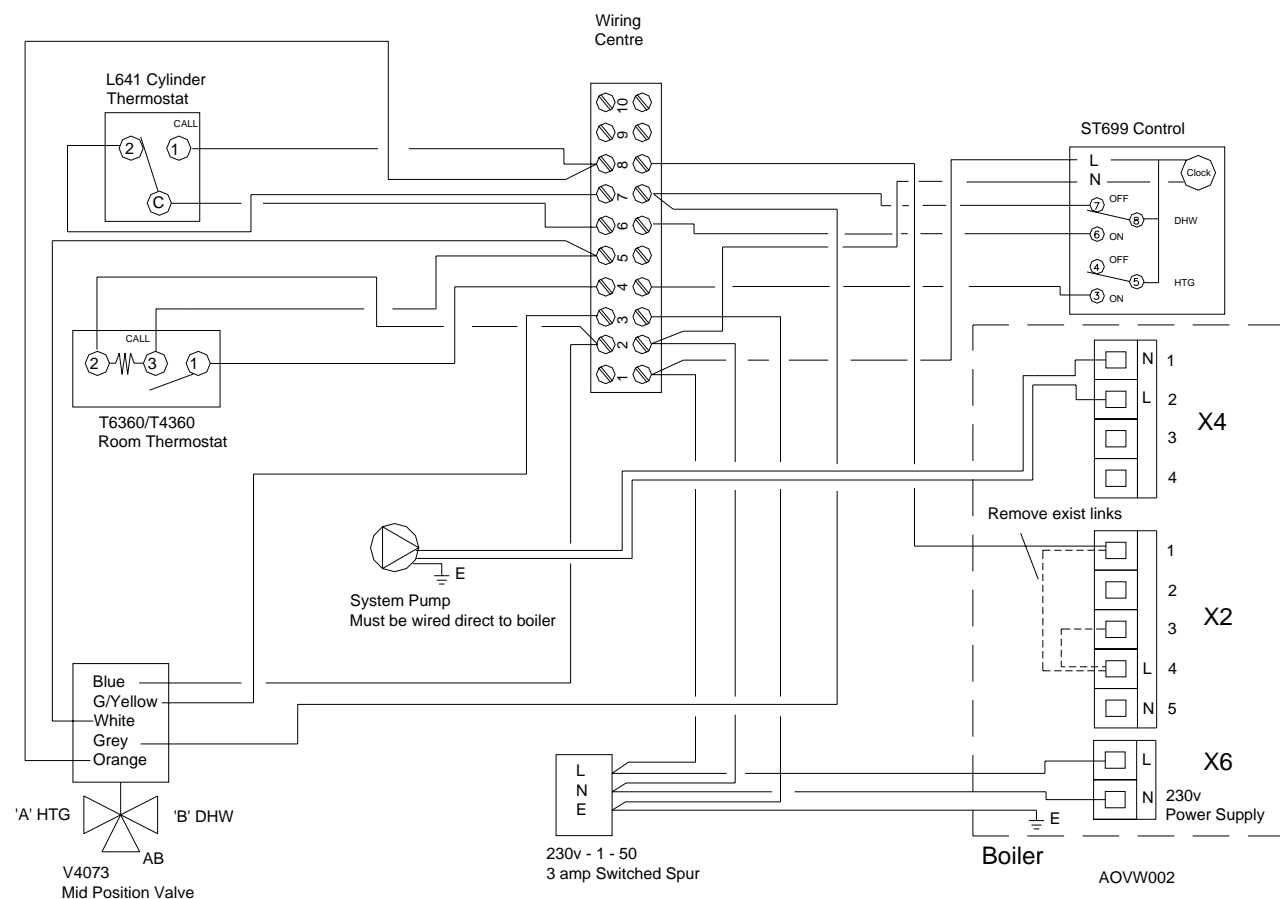 Wiring
Centre
L641 Cylinder
Thermostat
CALL
2
1
C
10
9
8
7
6
5
4
3
2
1
ST699 Control
L
N
Clock
7 OFF
8
DHW
6 ON
4 OFF
5
HTG
3 ON
CALL
2
3
1
T6360/T4360
Room Thermostat
N 1
L 2
3
4
X4
Remove exist links
1
2
3
L 4
N 5
X2
E
System Pump
Must be wired direct to boiler
Blue
G/Yellow
White
Grey
Orange
'A' HTG
'B' DHW
AB
V4073
Mid Position Valve
L
N
E
230v - 1 - 50
3 amp Switched Spur
L
N
X6
230v
Power Supply
E
Boiler
AOVW002